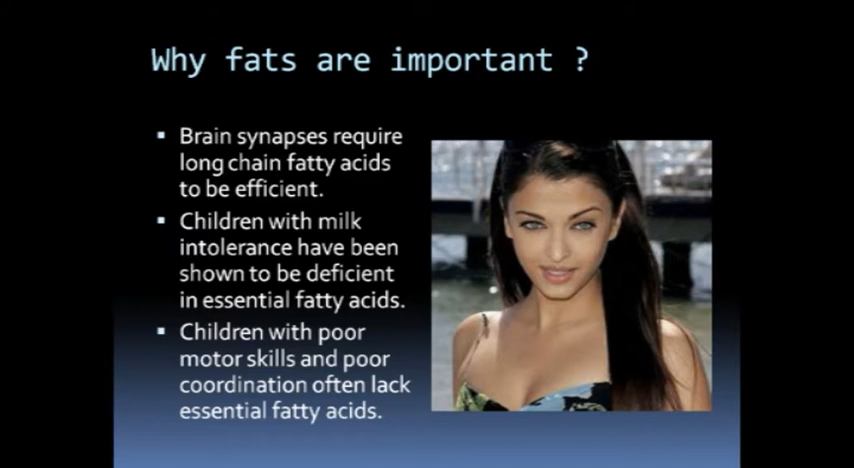 Why fats are important ?
Brain synapses require
long chain fatty acids
to be efficient.
Children with milk
intolerance have been
shown to be deficient
in essential fatty acids.
Children with poor
motor skills and poor
coordination often lack
essential fatty acids.